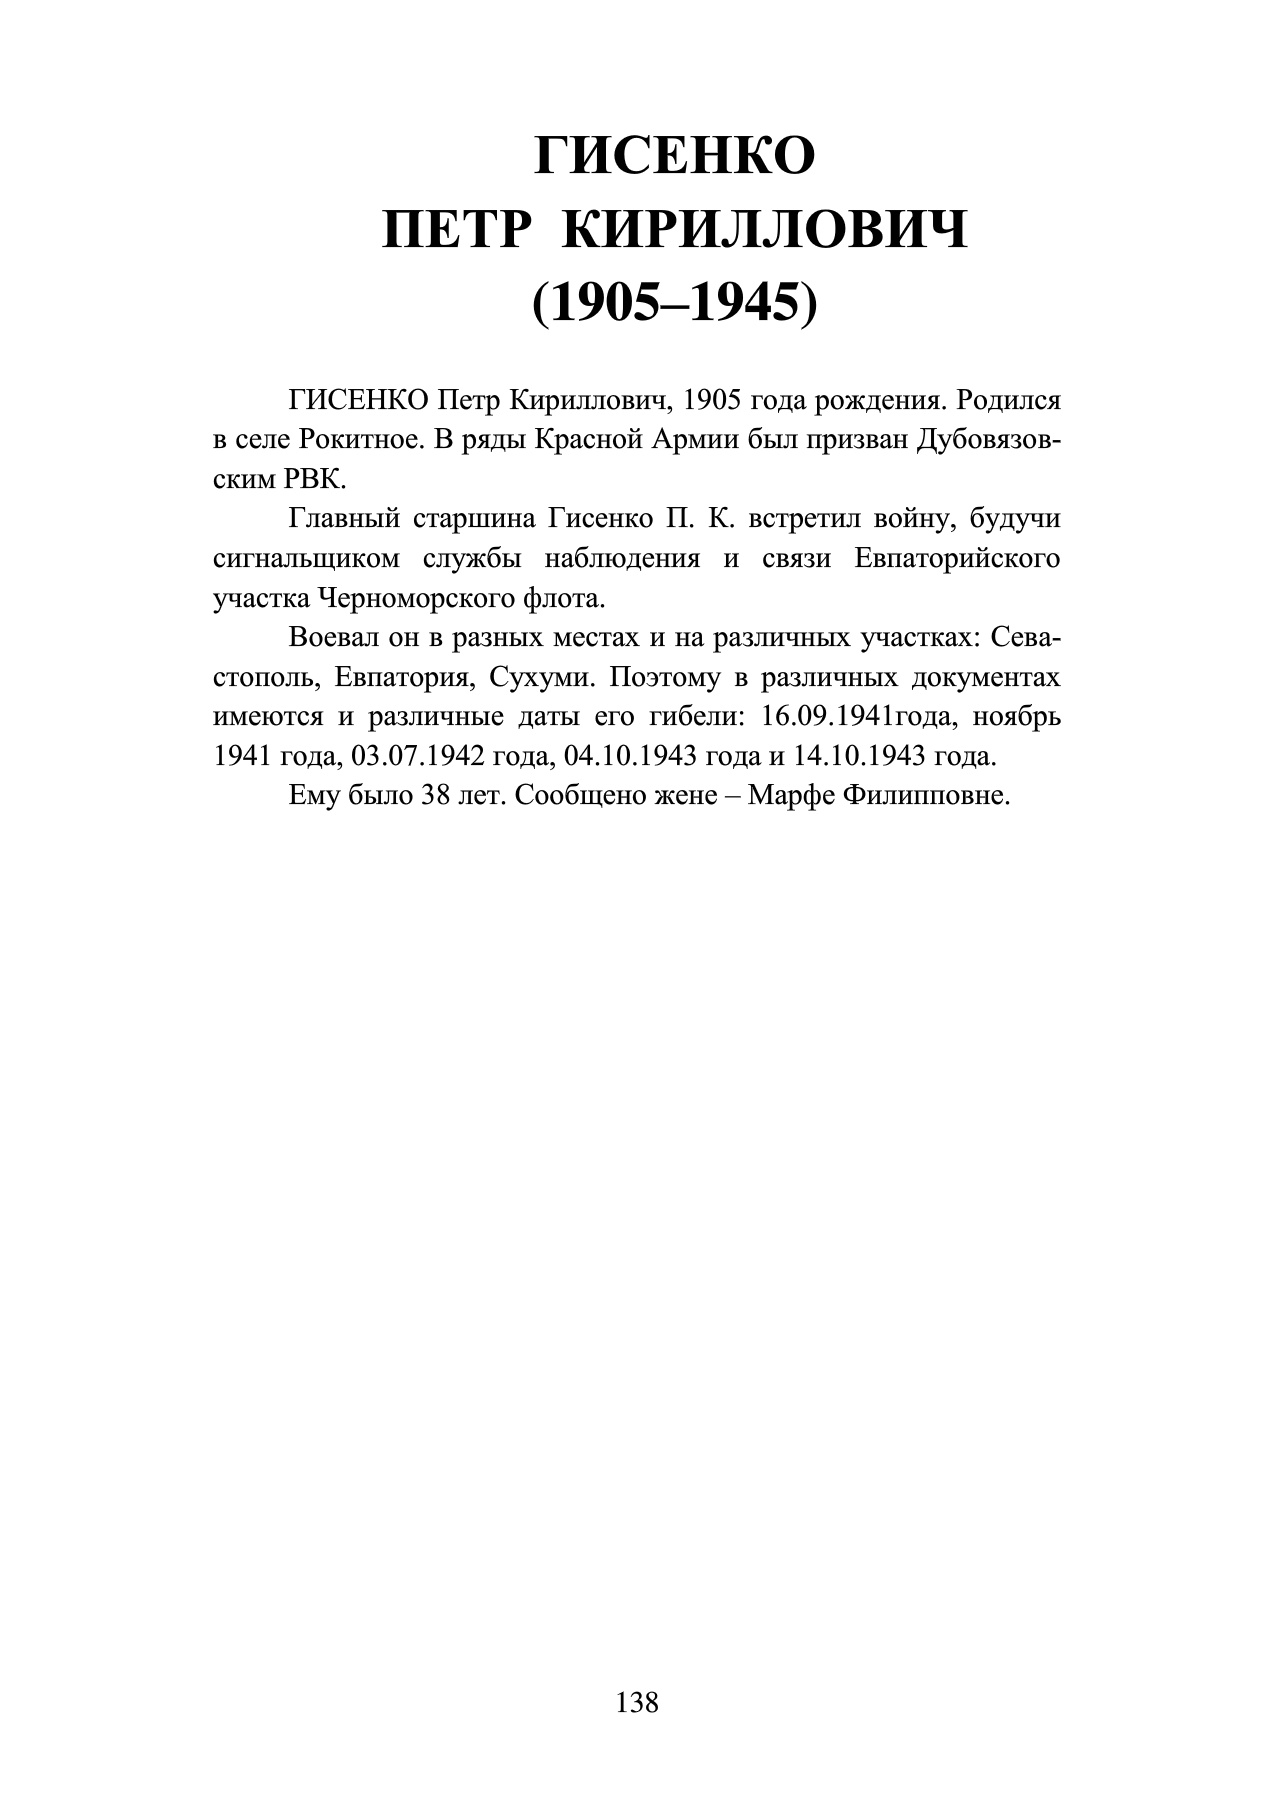 ГИСЕНКО
ПЕТР КИРИЛЛОВИЧ
(1905–1945)
ГИСЕНКО Петр Кириллович, 1905 года рождения. Родился
в селе Рокитное. В ряды Красной Армии был призван Дубовязов-
ским РВК.
Главный старшина Гисенко П. К. встретил войну, будучи
сигнальщиком службы наблюдения и связи Евпаторийского
участка Черноморского флота.
Воевал он в разных местах и на различных участках: Сева-
стополь, Евпатория, Сухуми. Поэтому в различных документах
имеются и различные даты его гибели: 16.09.1941года, ноябрь
1941 года, 03.07.1942 года, 04.10.1943 года и 14.10.1943 года.
Ему было 38 лет. Сообщено жене – Марфе Филипповне.
138